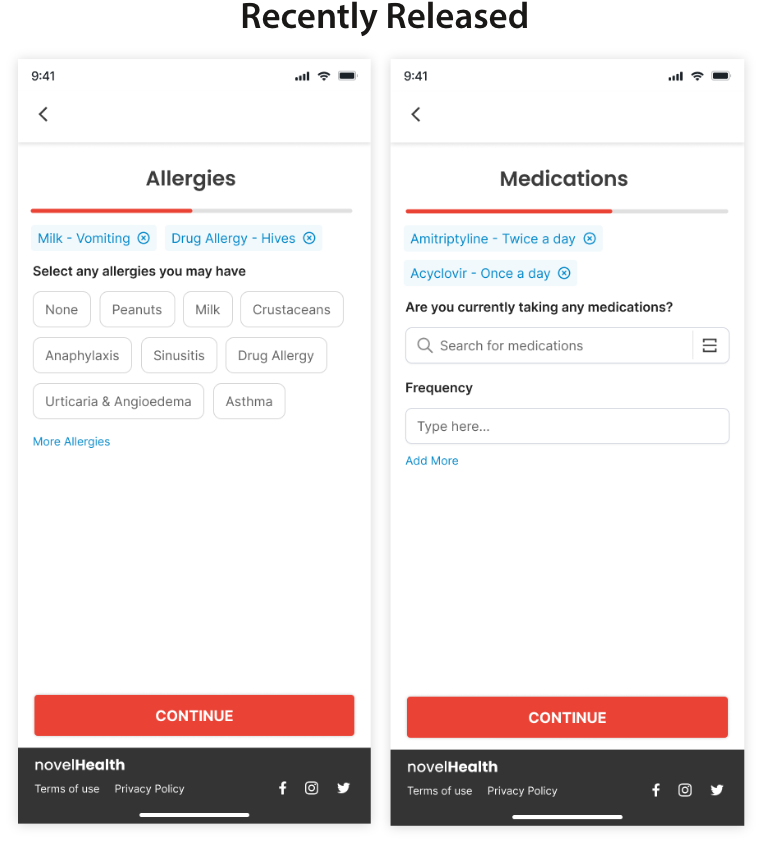 Recently Released
9:41
Allergies
Milk - Vomiting Drug Allergy - Hives
Select any allergies you may have
None Peanuts Milk Crustaceans
Anaphylaxis Sinusitis Drug Allergy
Urticaria & Angioedema Asthma
More Allergies
CONTINUE
novelHealth
Terms of use Privacy Policy
9:41
Medications
Amitriptyline - Twice a day
Acyclovir - Once a day
Are you currently taking any medications?
Search for medications
Frequency
Type here...
Add More
CONTINUE
novelHealth
Terms of use Privacy Policy